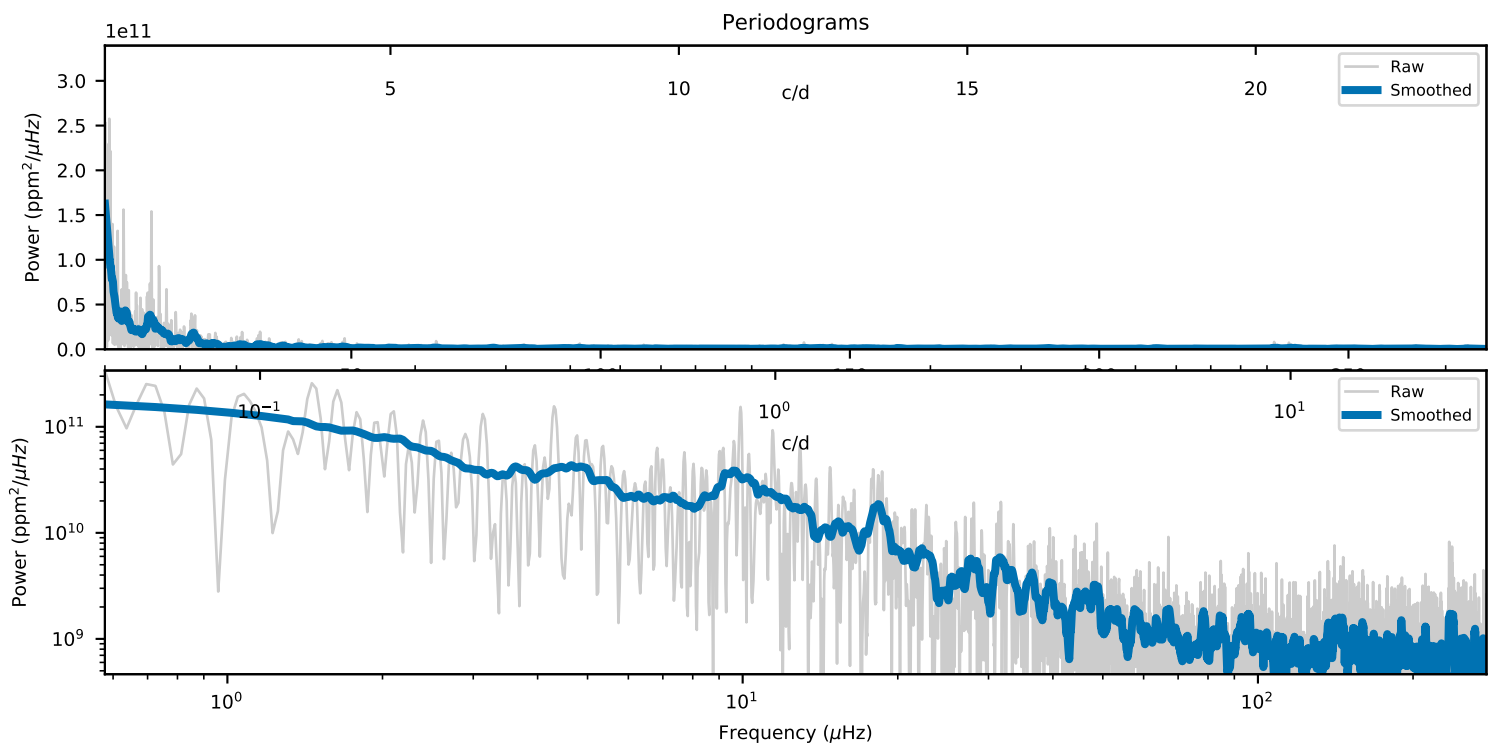 Periodograms
1e11
5 10 15 20
c/d
Raw
Smoothed
3.0
2.5
2.0
1.5
1.0
0.5
0.0
Power (ppm²/μHz)
10⁻¹ 10⁰ 10¹
c/d
Raw
Smoothed
10¹¹
10¹⁰
10⁹
Power (ppm²/μHz)
10⁰ 10¹ 10²
Frequency (μHz)